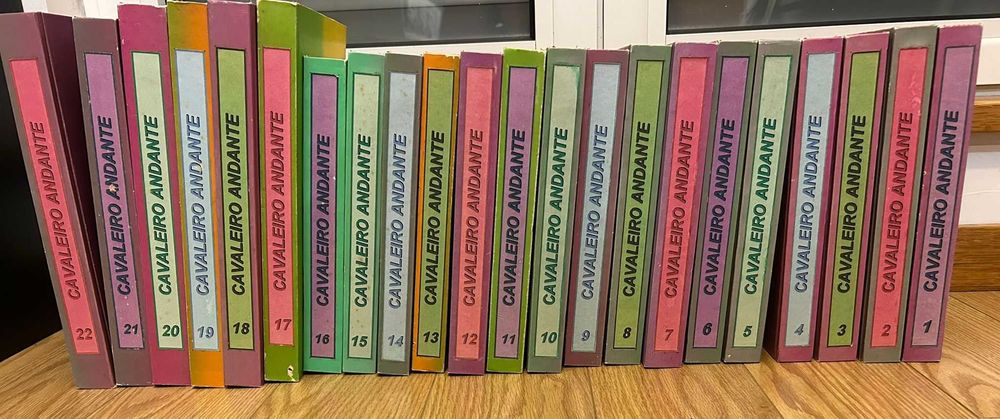 CAVALEIRO ANDANTE
22
CAVALEIRO ANDANTE
21
CAVALEIRO ANDANTE
20
CAVALEIRO ANDANTE
19
CAVALEIRO ANDANTE
18
CAVALEIRO ANDANTE
17
CAVALEIRO ANDANTE
16
CAVALEIRO ANDANTE
15
CAVALEIRO ANDANTE
14
CAVALEIRO ANDANTE
13
CAVALEIRO ANDANTE
12
CAVALEIRO ANDANTE
11
CAVALEIRO ANDANTE
10
CAVALEIRO ANDANTE
9
CAVALEIRO ANDANTE
8
CAVALEIRO ANDANTE
7
CAVALEIRO ANDANTE
6
CAVALEIRO ANDANTE
5
CAVALEIRO ANDANTE
4
CAVALEIRO ANDANTE
3
CAVALEIRO ANDANTE
2
CAVALEIRO ANDANTE
1